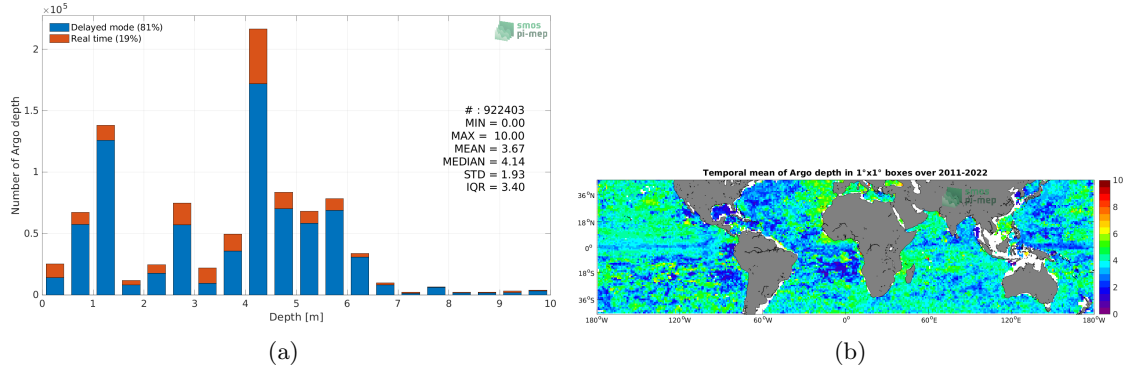 ×10⁵
Delayed mode (81%)
Real time (19%)
smos
pi-mep
2
1.5
1
0.5
0
Number of Argo depth
# : 922403
MIN = 0.00
MAX = 10.00
MEAN = 3.67
MEDIAN = 4.14
STD = 1.93
IQR = 3.40
0 1 2 3 4 5 6 7 8 9 10
Depth [m]
(a)
Temporal mean of Argo depth in 1°x1° boxes over 2011-2022
smos
pi-mep
36°N
18°N
0°
18°S
36°S
180°W 120°W 60°W 0° 60°E 120°E 180°W
10
8
6
4
2
0
(b)